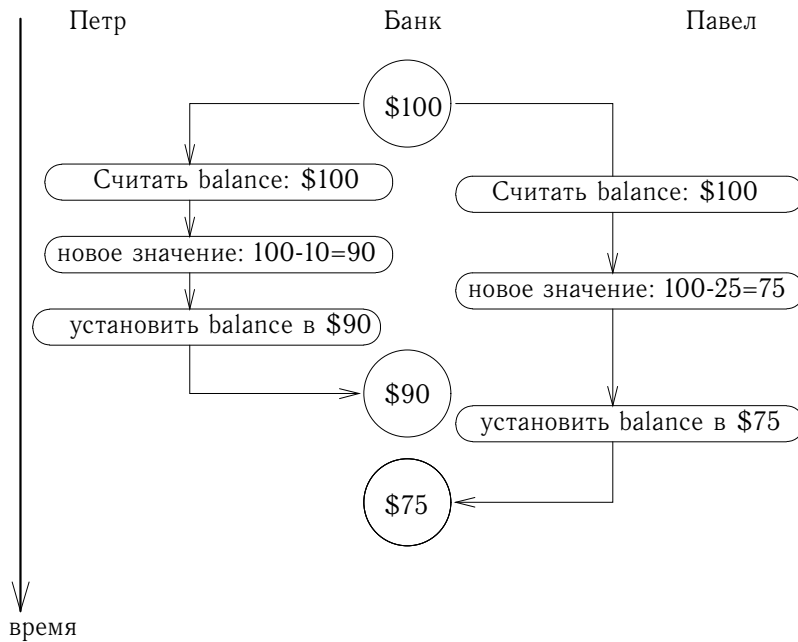 Петр
Банк
Павел
$100
Считать balance: $100
Считать balance: $100
новое значение: 100-10=90
новое значение: 100-25=75
установить balance в $90
$90
установить balance в $75
$75
время